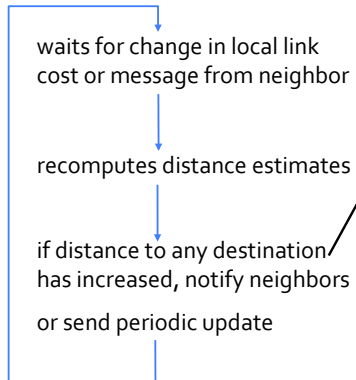 waits for change in local link
cost or message from neighbor
recomputes distance estimates
if distance to any destination
has increased, notify neighbors
or send periodic update